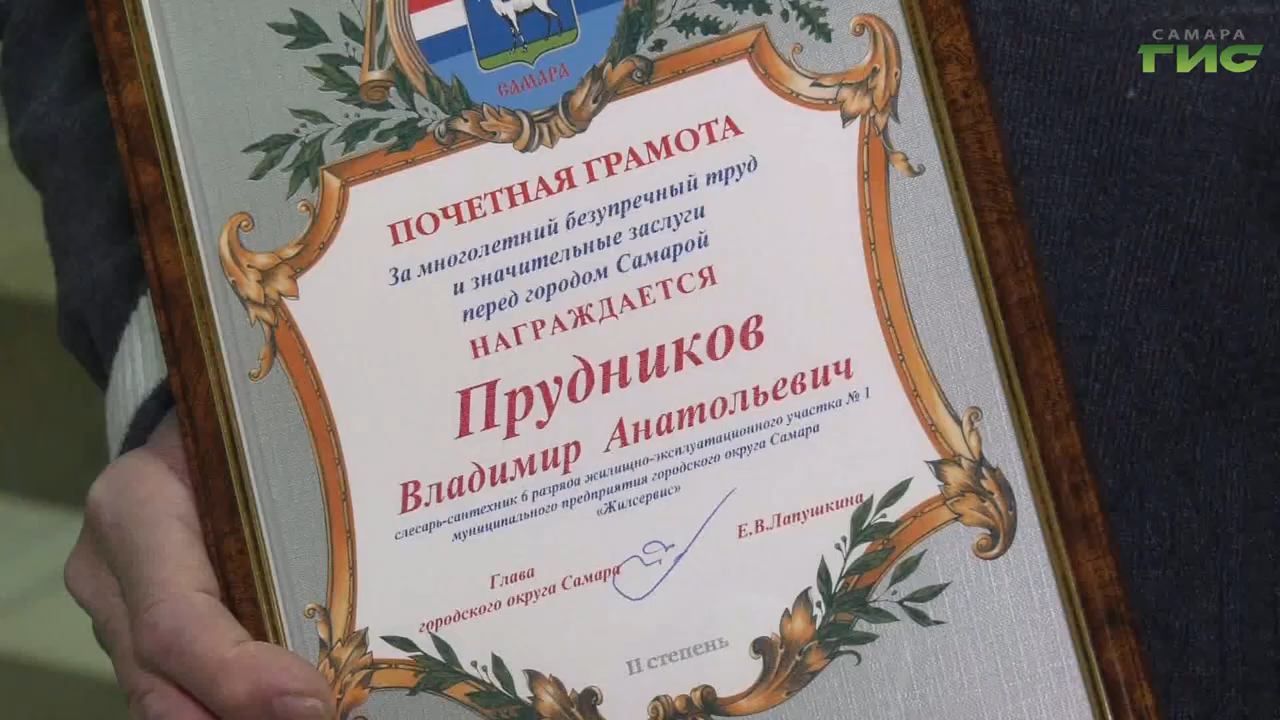 САМАРА
ГИС
САМАРА
ПОЧЕТНАЯ ГРАМОТА
За многолетний безупречный труд
и значительные заслуги
перед городом Самарой
НАГРАЖДАЕТСЯ
Прудников
Владимир Анатольевич
слесарь-сантехник 6 разряда жилищно-эксплуатационного участка № 1
муниципального предприятия городского округа Самара
«Жилсервис»
Глава
городского округа Самара
Е.В.Лапушкина
II степень